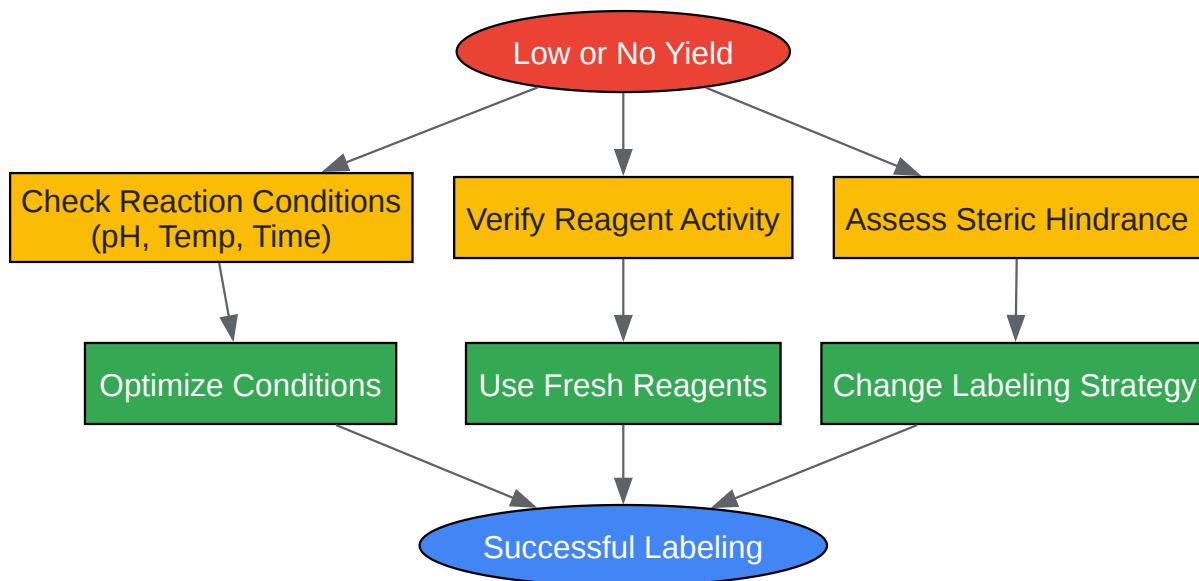 Low or No Yield
Check Reaction Conditions
(pH, Temp, Time)
Verify Reagent Activity
Assess Steric Hindrance
Optimize Conditions
Use Fresh Reagents
Change Labeling Strategy
Successful Labeling